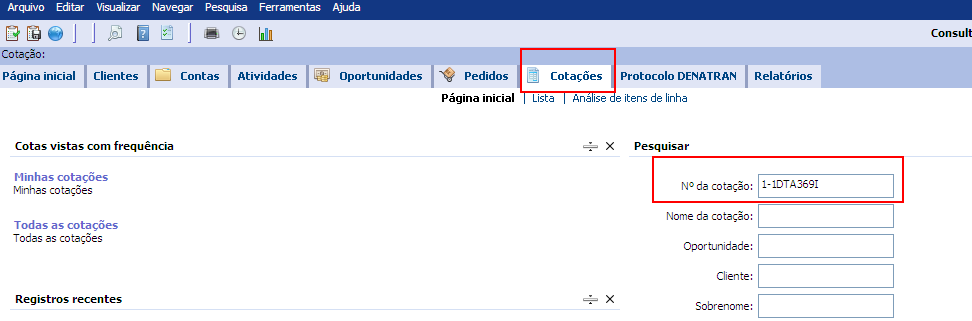 Arquivo Editar Visualizar Navegar Pesquisa Ferramentas Ajuda
Consult
Cotação:
Página inicial Clientes Contas Atividades Oportunidades Pedidos Cotações Protocolo DENATRAN Relatórios
Página inicial | Lista | Análise de itens de linha
Cotas vistas com frequência
Minhas cotações
Minhas cotações
Todas as cotações
Todas as cotações
Registros recentes
Pesquisar
Nº da cotação: 1-1DTA369I
Nome da cotação:
Oportunidade:
Cliente:
Sobrenome: